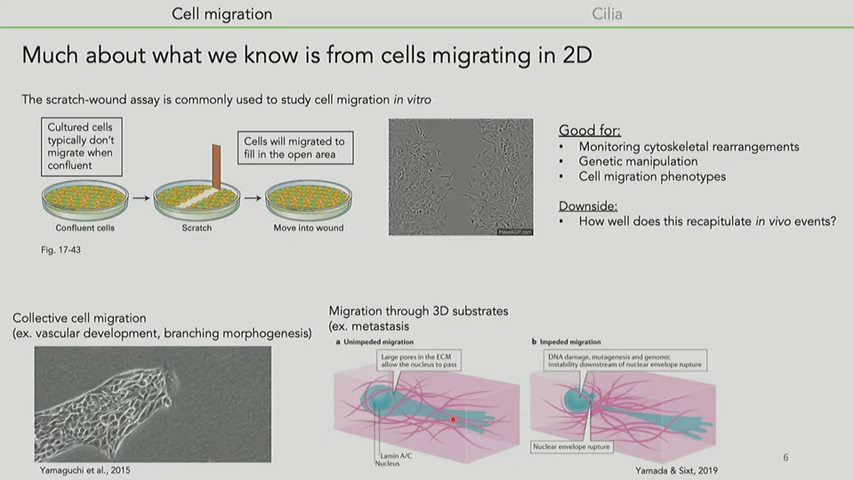 Cell migration
Cilia
Much about what we know is from cells migrating in 2D
The scratch-wound assay is commonly used to study cell migration in vitro
Cultured cells
typically don't
migrate when
confluent
Cells will migrated to
fill in the open area
Confluent cells
Scratch
Move into wound
Fig. 17-43
MakeAGIF.com
Good for:
• Monitoring cytoskeletal rearrangements
• Genetic manipulation
• Cell migration phenotypes
Downside:
• How well does this recapitulate in vivo events?
Collective cell migration
(ex. vascular development, branching morphogenesis)
Yamaguchi et al., 2015
Migration through 3D substrates
(ex. metastasis
a Unimpeded migration
Large pores in the ECM
allow the nucleus to pass
Lamin A/C
Nucleus
b Impeded migration
DNA damage, mutagenesis and genomic
instability downstream of nuclear envelope rupture
Nuclear envelope rupture
Yamada & Sixt, 2019
6